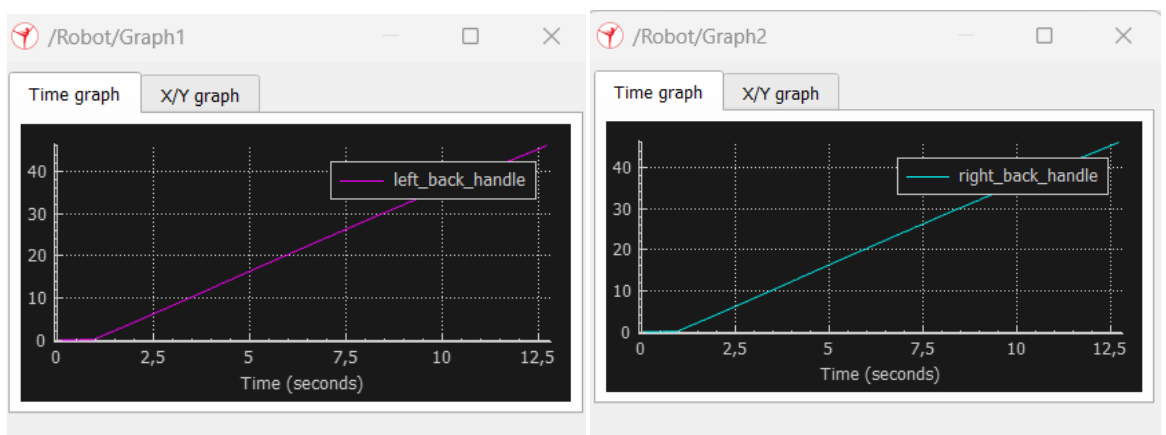 /Robot/Graph1
Time graph X/Y graph
left_back_handle
40
30
20
10
0
0 2,5 5 7,5 10 12,5
Time (seconds)
/Robot/Graph2
Time graph X/Y graph
right_back_handle
40
30
20
10
0
0 2,5 5 7,5 10 12,5
Time (seconds)